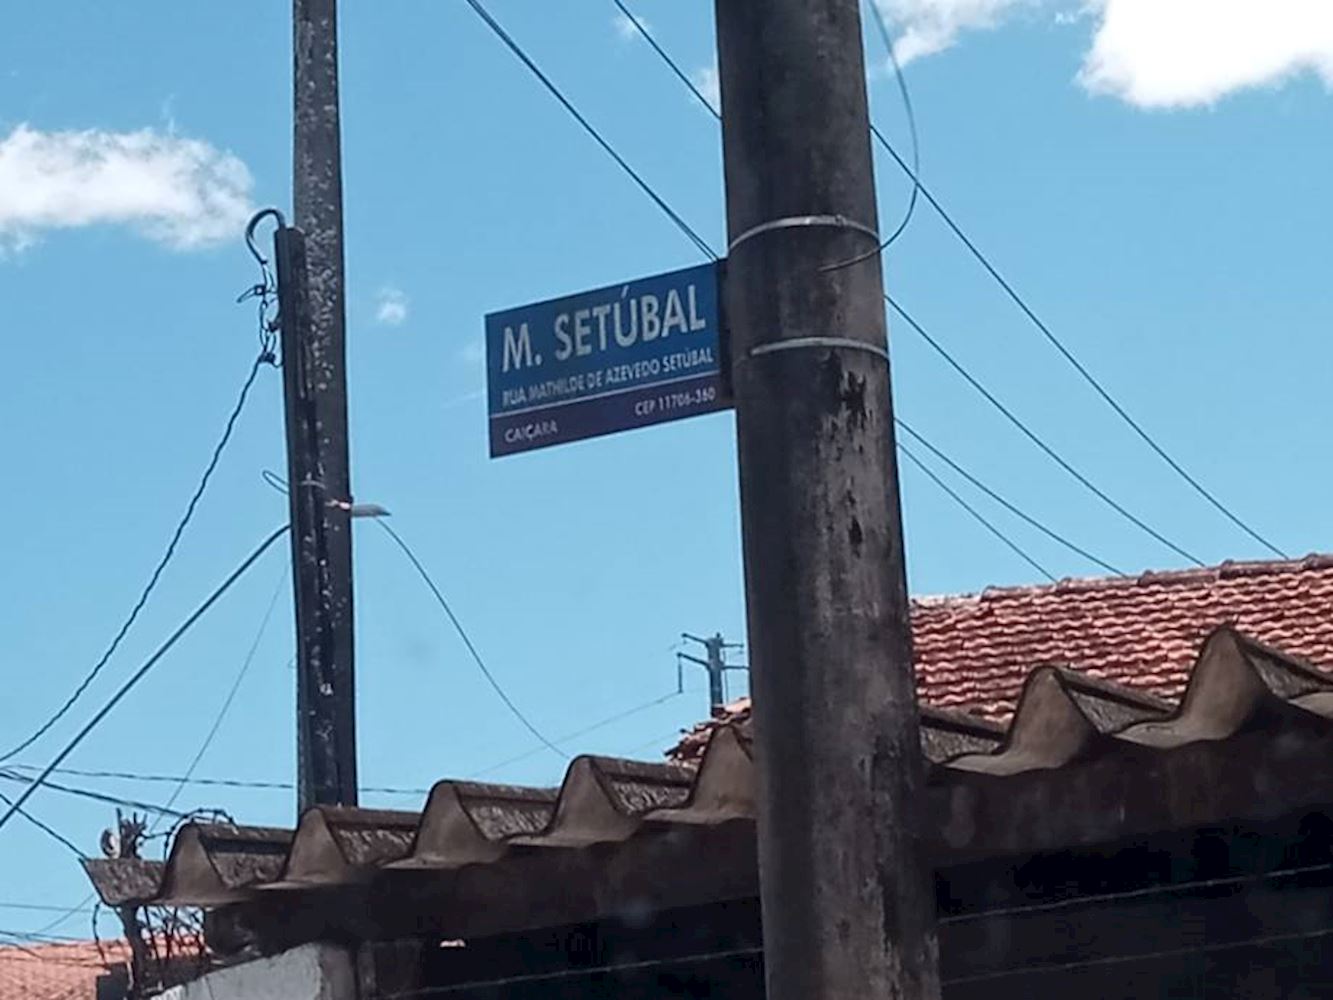 M. SETÚBAL
RUA MATHILDE DE AZEVEDO SETÚBAL
CEP 11706-360
CAIÇARA